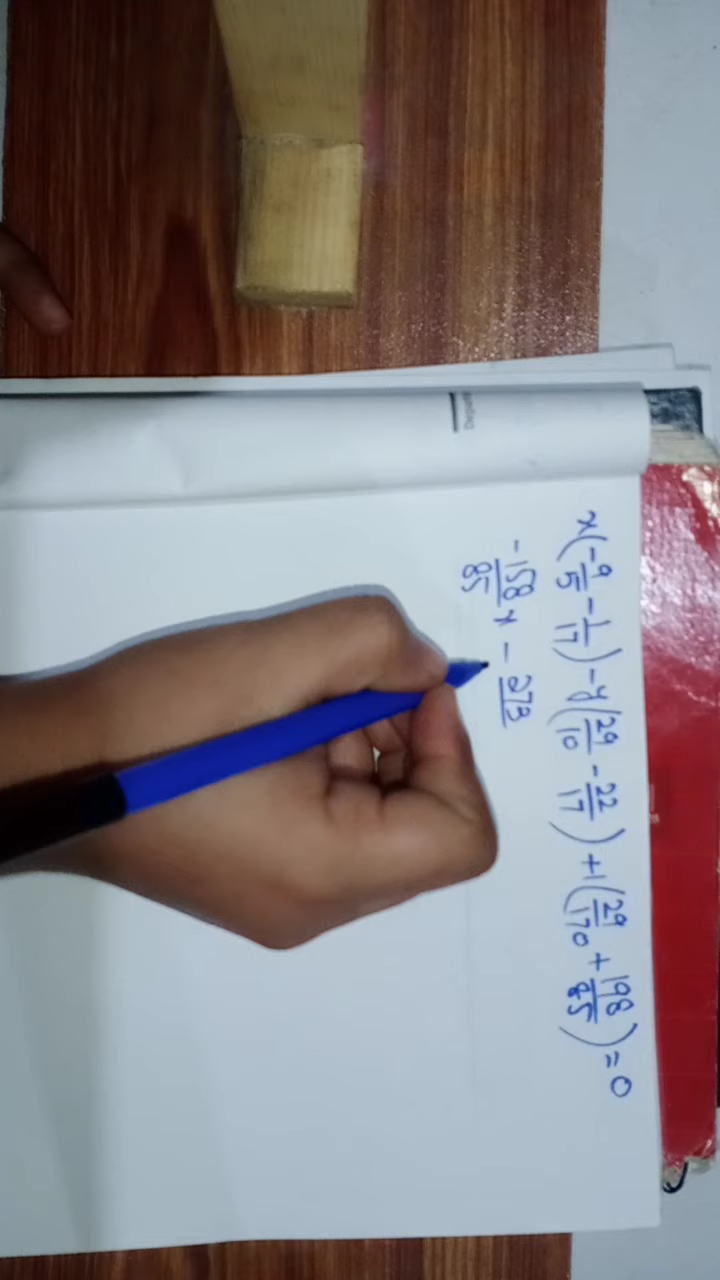 x(-9/5 - 1/17) - y(29/10 - 22/17) + 1(29/170 + 198/85) = 0
-158/85 x - 273